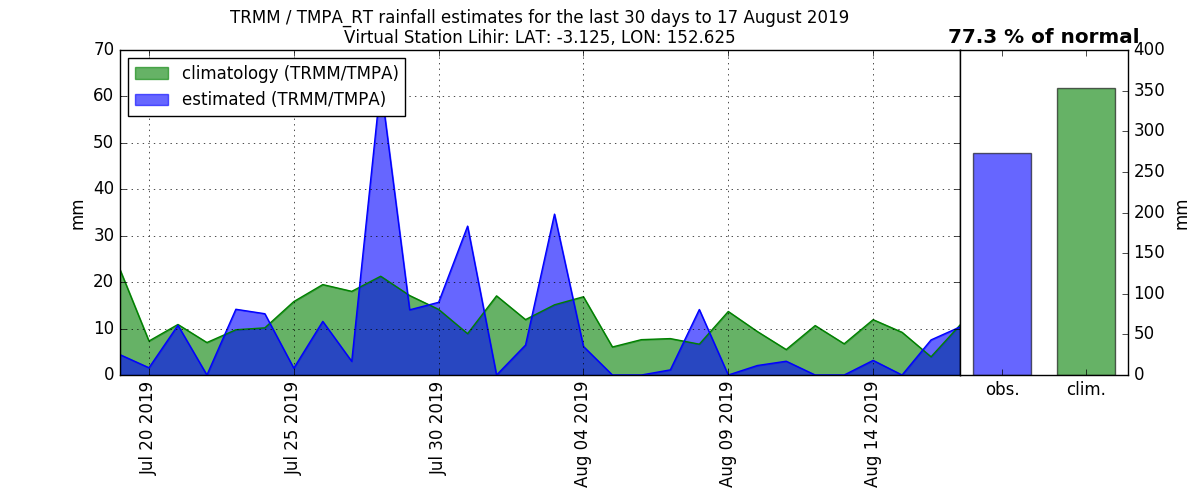 TRMM / TMPA_RT rainfall estimates for the last 30 days to 17 August 2019
Virtual Station Lihir: LAT: -3.125, LON: 152.625
77.3 % of normal
climatology (TRMM/TMPA)
estimated (TRMM/TMPA)
70
60
50
40
30
20
10
0
mm
Jul 20 2019
Jul 25 2019
Jul 30 2019
Aug 04 2019
Aug 09 2019
Aug 14 2019
obs.
clim.
400
350
300
250
200
150
100
50
0
mm